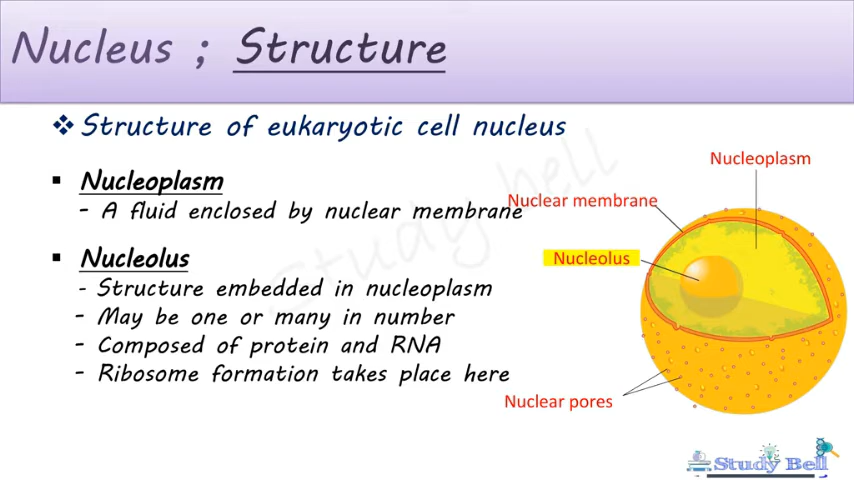 Nucleus ; Structure
❖ Structure of eukaryotic cell nucleus
▪ Nucleoplasm
- A fluid enclosed by nuclear membrane
▪ Nucleolus
- Structure embedded in nucleoplasm
- May be one or many in number
- Composed of protein and RNA
- Ribosome formation takes place here
Nucleoplasm
Nuclear membrane
Nucleolus
Nuclear pores
Study bell
Study Bell